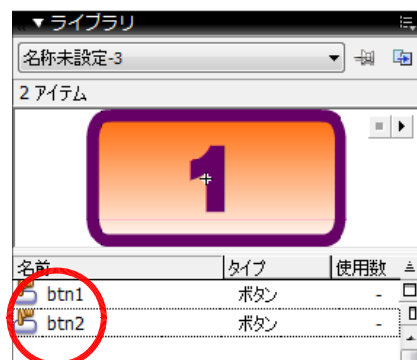 ライブラリ
名称未設定-3
2 アイテム
1
名前 タイプ 使用数
btn1 ボタン -
btn2 ボタン -